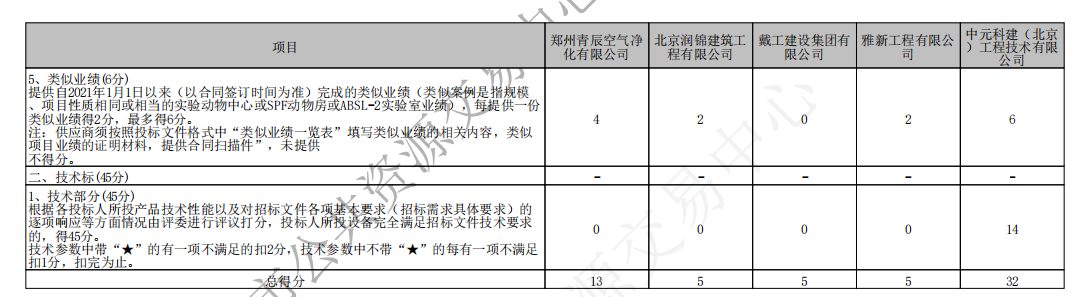 项目
郑州青辰空气净
化有限公司
北京润锦建筑工
程有限公司
戴工建设集团有
限公司
雅新工程有限公
司
中元科建（北京
）工程技术有限
公司
5、类似业绩(6分)
提供自2021年1月1日以来（以合同签订时间为准）完成的类似业绩（类似案例是指规模
、项目性质相同或相当的实验动物中心或SPF动物房或ABSL-2实验室业绩），每提供一份
类似业绩得2分，最多得6分。
注：供应商须按照投标文件格式中“类似业绩一览表”填写类似业绩的相关内容，类似
项目业绩的证明材料，提供合同扫描件”，未提供
不得分。
4
2
0
2
6
二、技术标(45分)
-
-
-
-
-
1、技术部分(45分)
根据各投标人所投产品技术性能以及对招标文件各项基本要求（招标需求具体要求）的
逐项响应等方面情况由评委进行评议打分，投标人所投设备完全满足招标文件技术要求
的，得45分。
技术参数中带“★”的有一项不满足的扣2分，技术参数中不带“★”的每有一项不满足
扣1分，扣完为止。
0
0
0
0
14
总得分
13
5
5
5
32
市公共资源交易中心
源交易中心